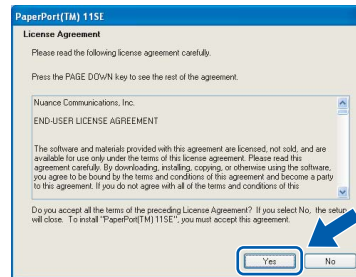 PaperPort(TM) 11SE
License Agreement
Please read the following license agreement carefully.
Press the PAGE DOWN key to see the rest of the agreement.
Nuance Communications, Inc.
END-USER LICENSE AGREEMENT
The software and materials provided with this agreement are licensed, not sold, and are
available for use only under the terms of this license agreement. Please read this
agreement carefully. By downloading, installing, copying, or otherwise using the software,
you agree to be bound by the terms and conditions of this agreement and become a party
to this agreement. If you do not agree with all of the terms and conditions of this
Do you accept all the terms of the preceding License Agreement? If you select No, the setup
will close. To install "PaperPort(TM) 11SE", you must accept this agreement.
Yes
No